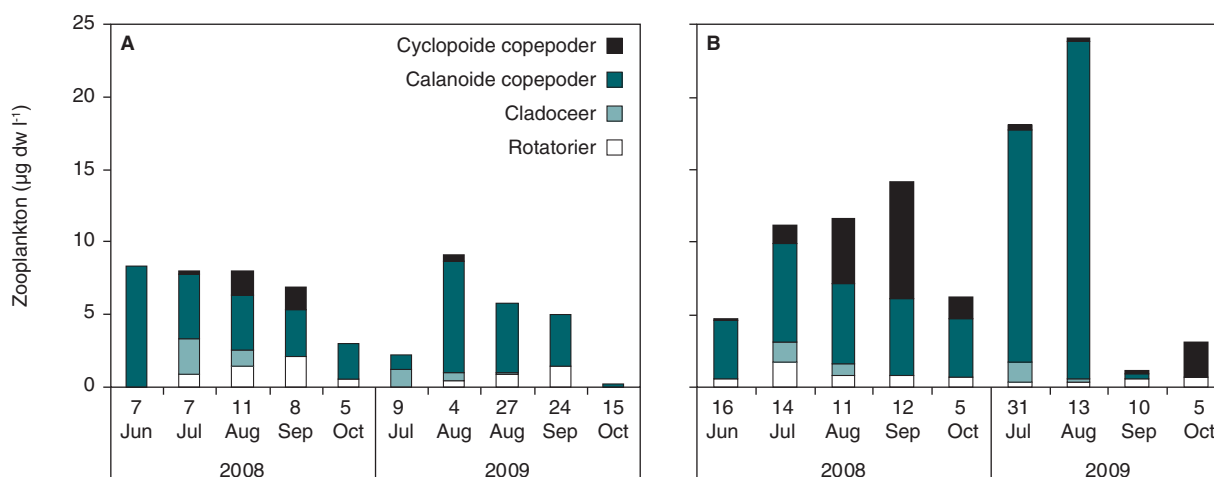 Zooplankton (µg dw l⁻¹)
25
20
15
10
5
0
A
Cyclopoide copepoder
Calanoide copepoder
Cladoceer
Rotatorier
B
7 7 11 8 5 9 4 27 24 15
Jun Jul Aug Sep Oct Jul Aug Aug Sep Oct
2008 2009
16 14 11 12 5 31 13 10 5
Jun Jul Aug Sep Oct Jul Aug Sep Oct
2008 2009